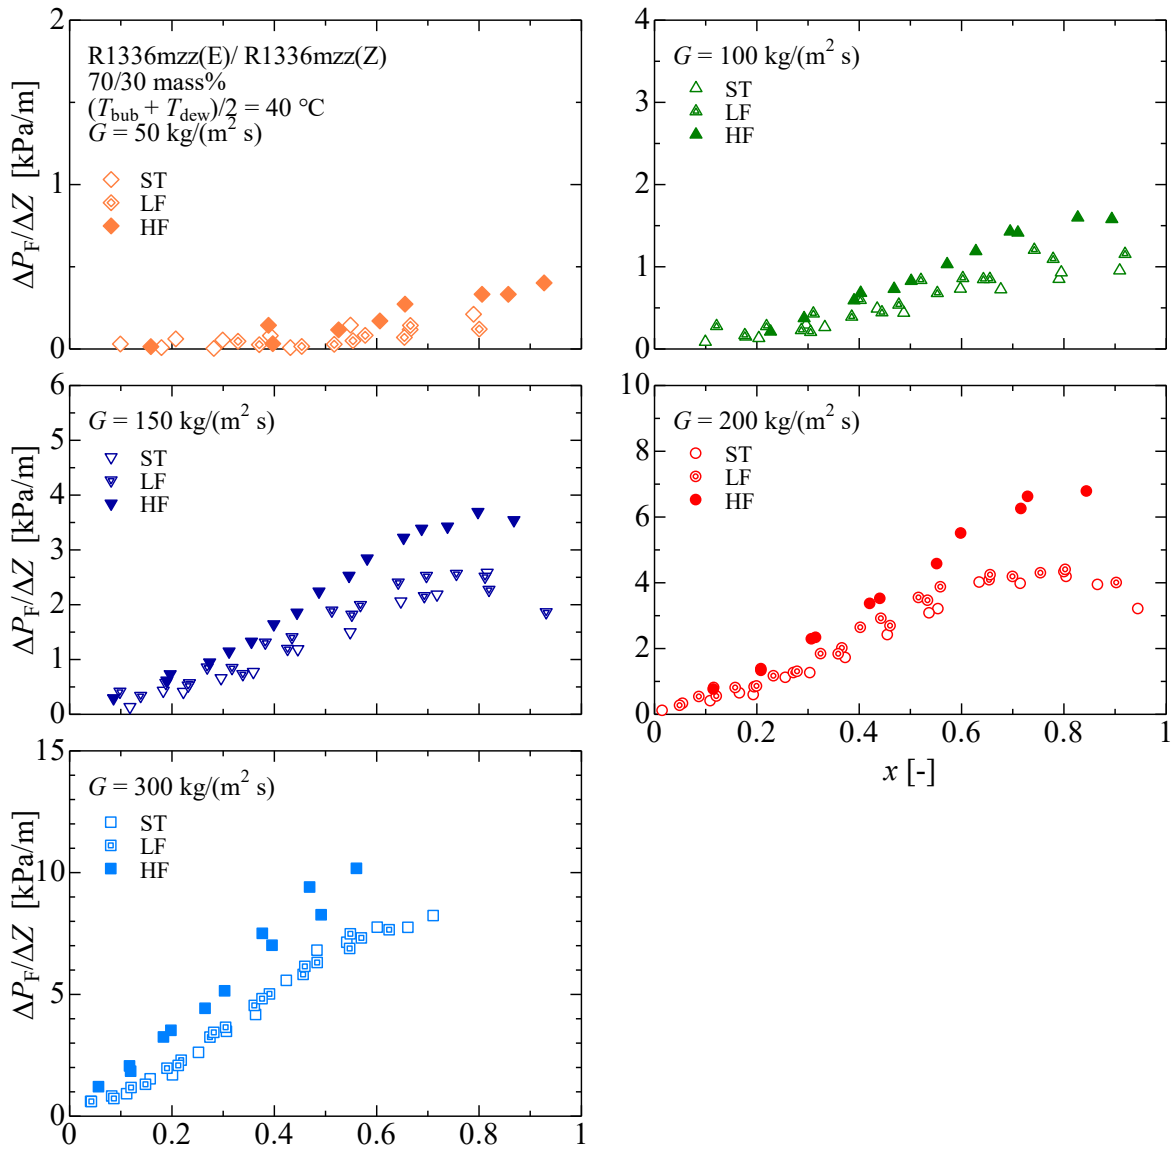 R1336mzz(E)/ R1336mzz(Z)
70/30 mass%
(T_bub + T_dew)/2 = 40 °C
G = 50 kg/(m² s)
ST
LF
HF
2
1
0
ΔP_F/ΔZ [kPa/m]
G = 100 kg/(m² s)
ST
LF
HF
4
3
2
1
0
G = 150 kg/(m² s)
ST
LF
HF
6
5
4
3
2
1
0
ΔP_F/ΔZ [kPa/m]
G = 200 kg/(m² s)
ST
LF
HF
10
8
6
4
2
0
0 0.2 0.4 0.6 0.8 1
x [-]
G = 300 kg/(m² s)
ST
LF
HF
15
10
5
0
ΔP_F/ΔZ [kPa/m]
0 0.2 0.4 0.6 0.8 1